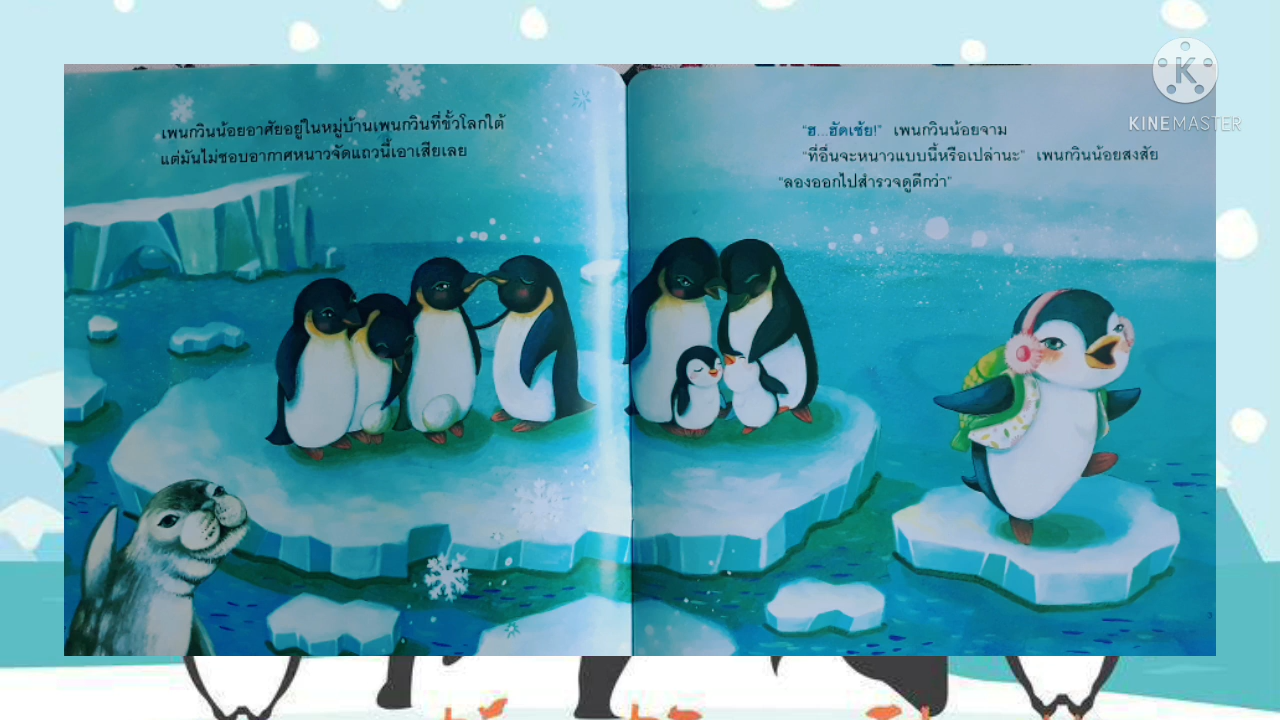 เพนกวินน้อยอาศัยอยู่ในหมู่บ้านเพนกวินที่ขั้วโลกใต้
แต่มันไม่ชอบอากาศหนาวจัดแถวนี้เอาเสียเลย
"ฮ...ฮัดเช้ย!" เพนกวินน้อยจาม
"ที่อื่นจะหนาวแบบนี้หรือเปล่านะ" เพนกวินน้อยสงสัย
"ลองออกไปสำรวจดูดีกว่า"
K
KINEMASTER
3